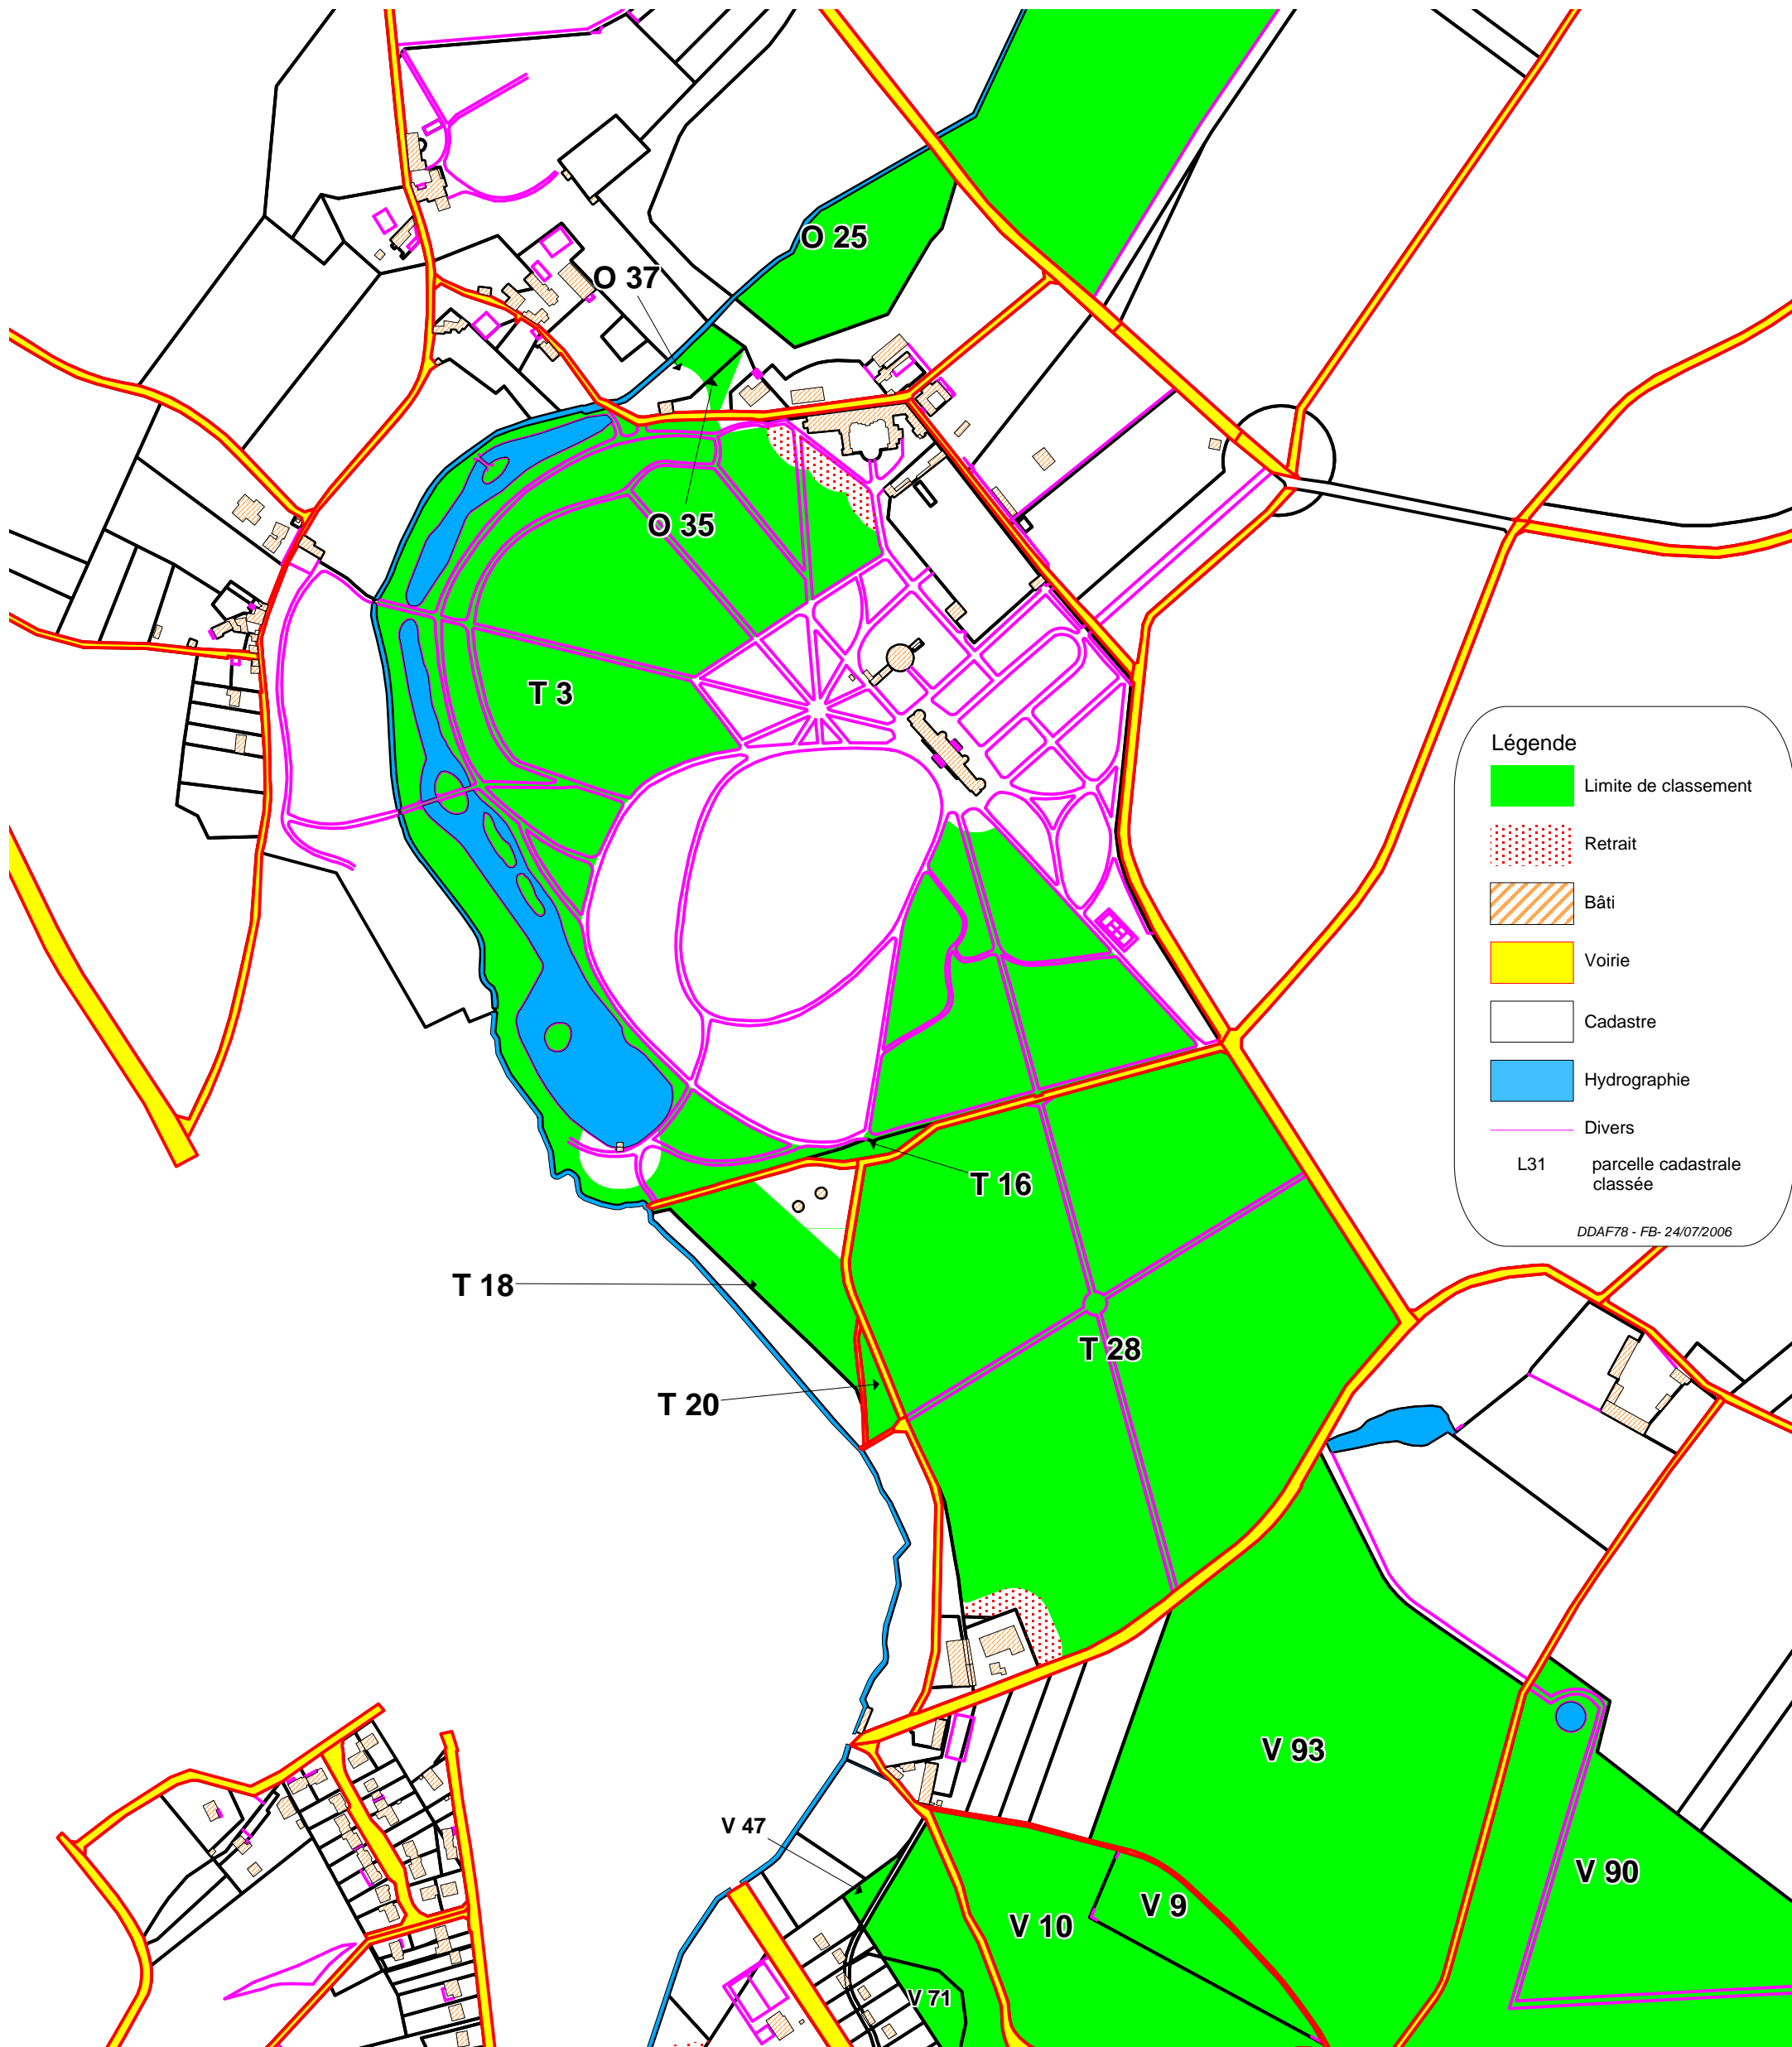 O 25
O 37
O 35
T 3
Légende
Limite de classement
Retrait
Bâti
Voirie
Cadastre
Hydrographie
Divers
L31 parcelle cadastrale
classée
DDAF78 - FB- 24/07/2006
T 16
T 18
T 28
T 20
V 93
V 47
V 90
V 9
V 10
V 71